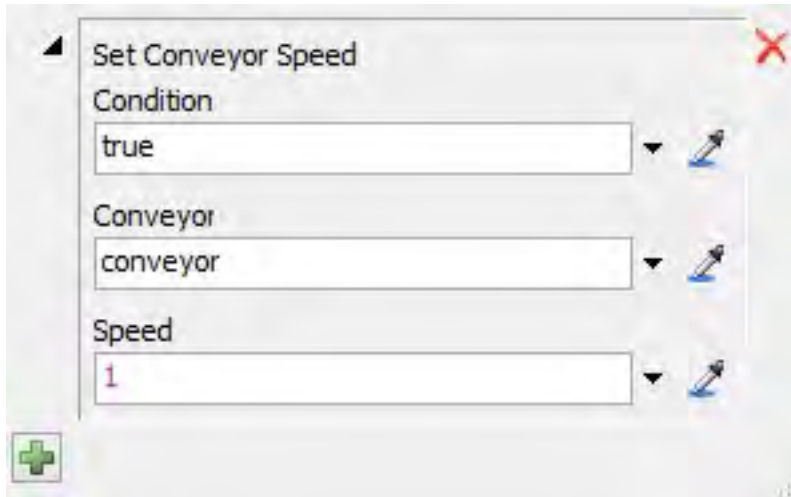 Set Conveyor Speed
Condition
true
Conveyor
conveyor
Speed
1